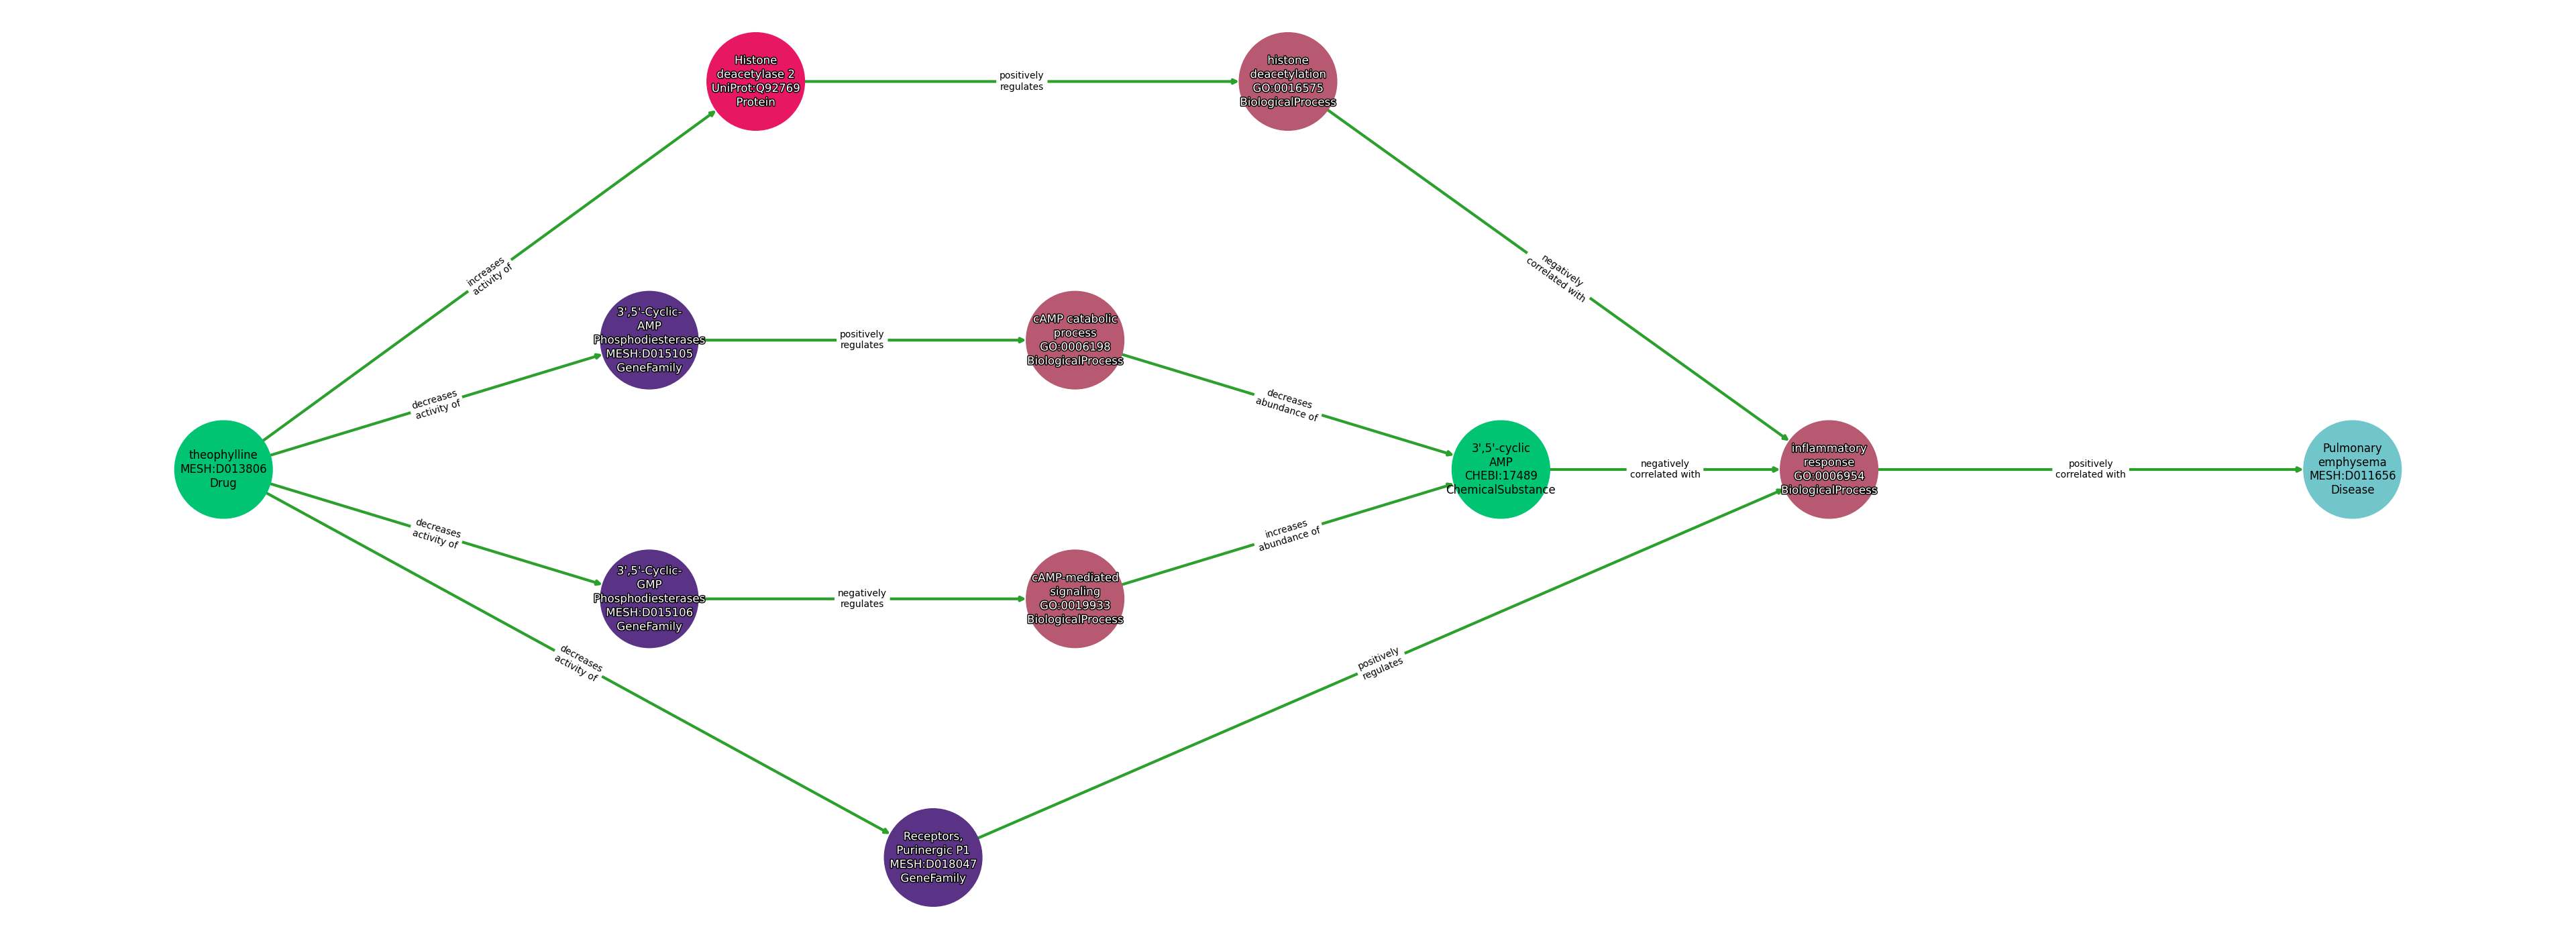 Histone
deacetylase 2
UniProt:Q92769
Protein
positively
regulates
histone
deacetylation
GO:0016575
BiologicalProcess
increases
activity of
negatively
correlated with
3',5'-Cyclic-
AMP
Phosphodiesterases
MESH:D015105
GeneFamily
positively
regulates
cAMP catabolic
process
GO:0006198
BiologicalProcess
decreases
activity of
decreases
abundance of
theophylline
MESH:D013806
Drug
3',5'-cyclic
AMP
CHEBI:17489
ChemicalSubstance
negatively
correlated with
inflammatory
response
GO:0006954
BiologicalProcess
positively
correlated with
Pulmonary
emphysema
MESH:D011656
Disease
decreases
activity of
increases
abundance of
3',5'-Cyclic-
GMP
Phosphodiesterases
MESH:D015106
GeneFamily
negatively
regulates
cAMP-mediated
signaling
GO:0019933
BiologicalProcess
decreases
activity of
positively
regulates
Receptors,
Purinergic P1
MESH:D018047
GeneFamily